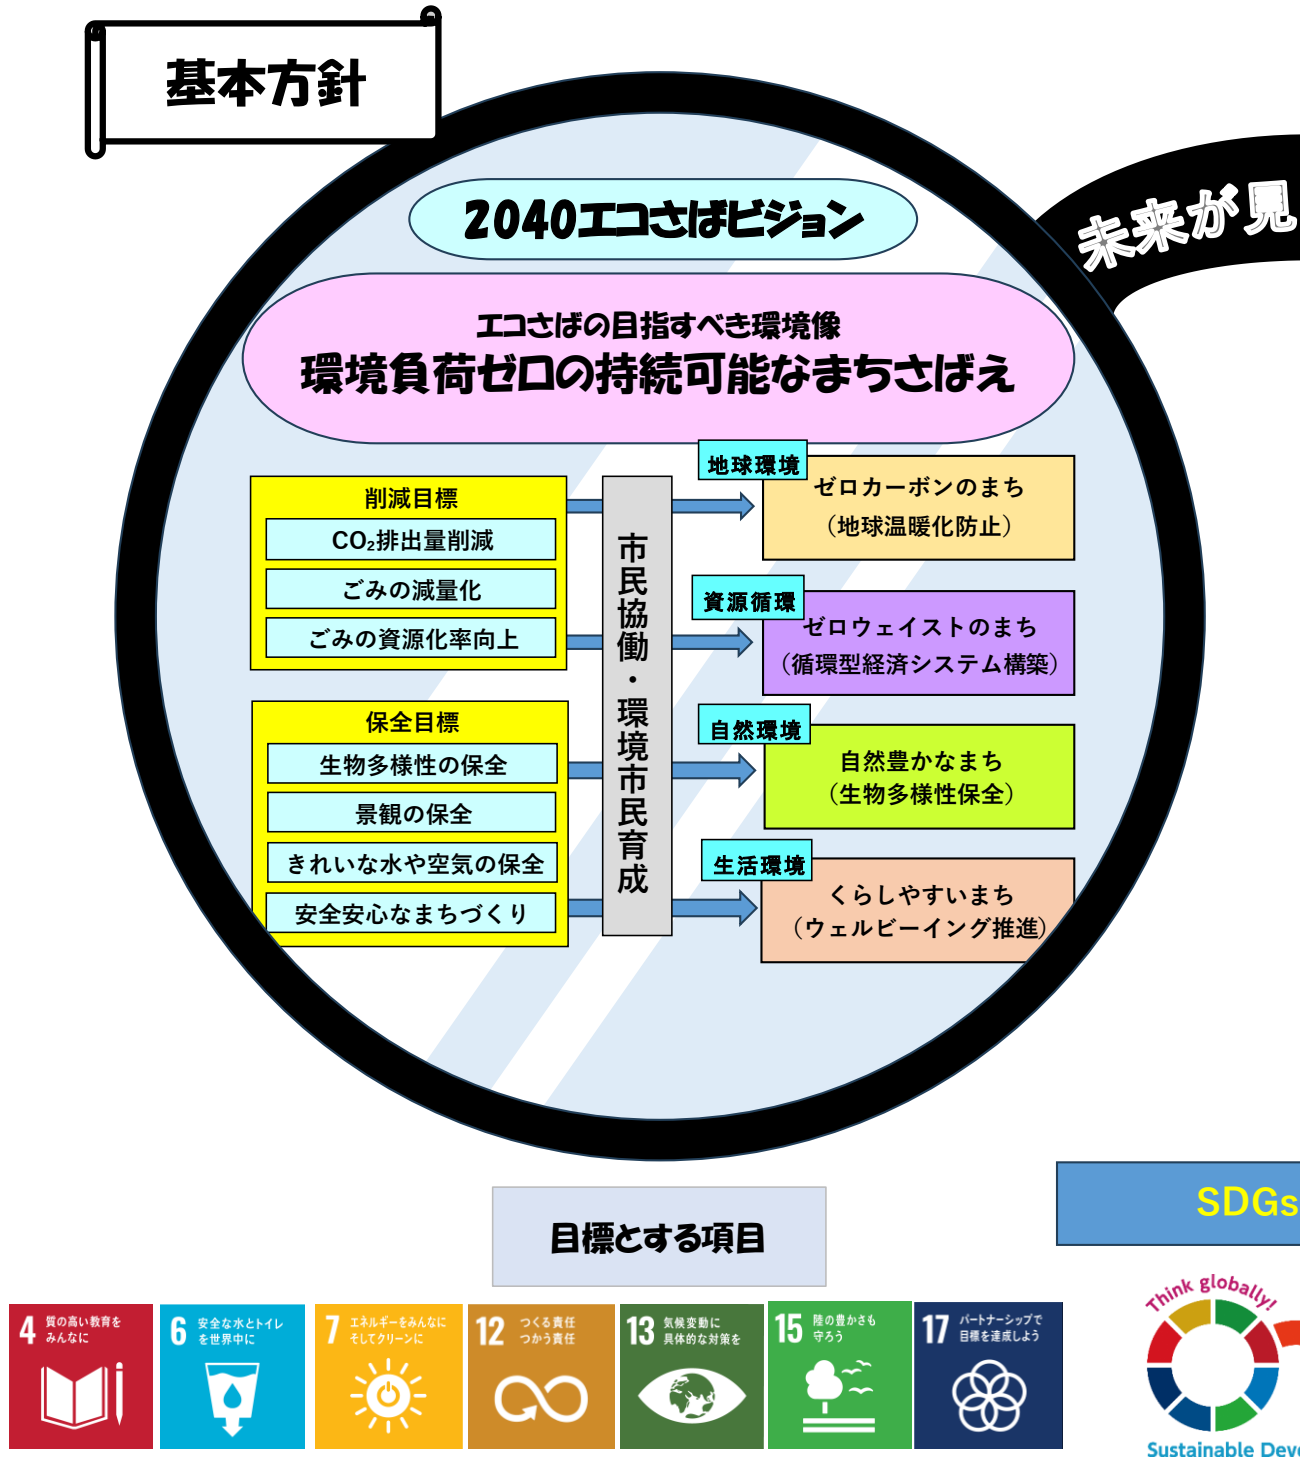 基本方針
未来が見
2040エコさばビジョン
エコさばの目指すべき環境像
環境負荷ゼロの持続可能なまちさばえ
削減目標
CO₂排出量削減
ごみの減量化
ごみの資源化率向上
保全目標
生物多様性の保全
景観の保全
きれいな水や空気の保全
安全安心なまちづくり
市民協働・環境市民育成
地球環境
ゼロカーボンのまち
（地球温暖化防止）
資源循環
ゼロウェイストのまち
（循環型経済システム構築）
自然環境
自然豊かなまち
（生物多様性保全）
生活環境
くらしやすいまち
（ウェルビーイング推進）
目標とする項目
SDGs
4 質の高い教育を
みんなに
6 安全な水とトイレ
を世界中に
7 エネルギーをみんなに
そしてクリーンに
12 つくる責任
つかう責任
13 気候変動に
具体的な対策を
15 陸の豊かさも
守ろう
17 パートナーシップで
目標を達成しよう
Think globally!
Sustainable Deve